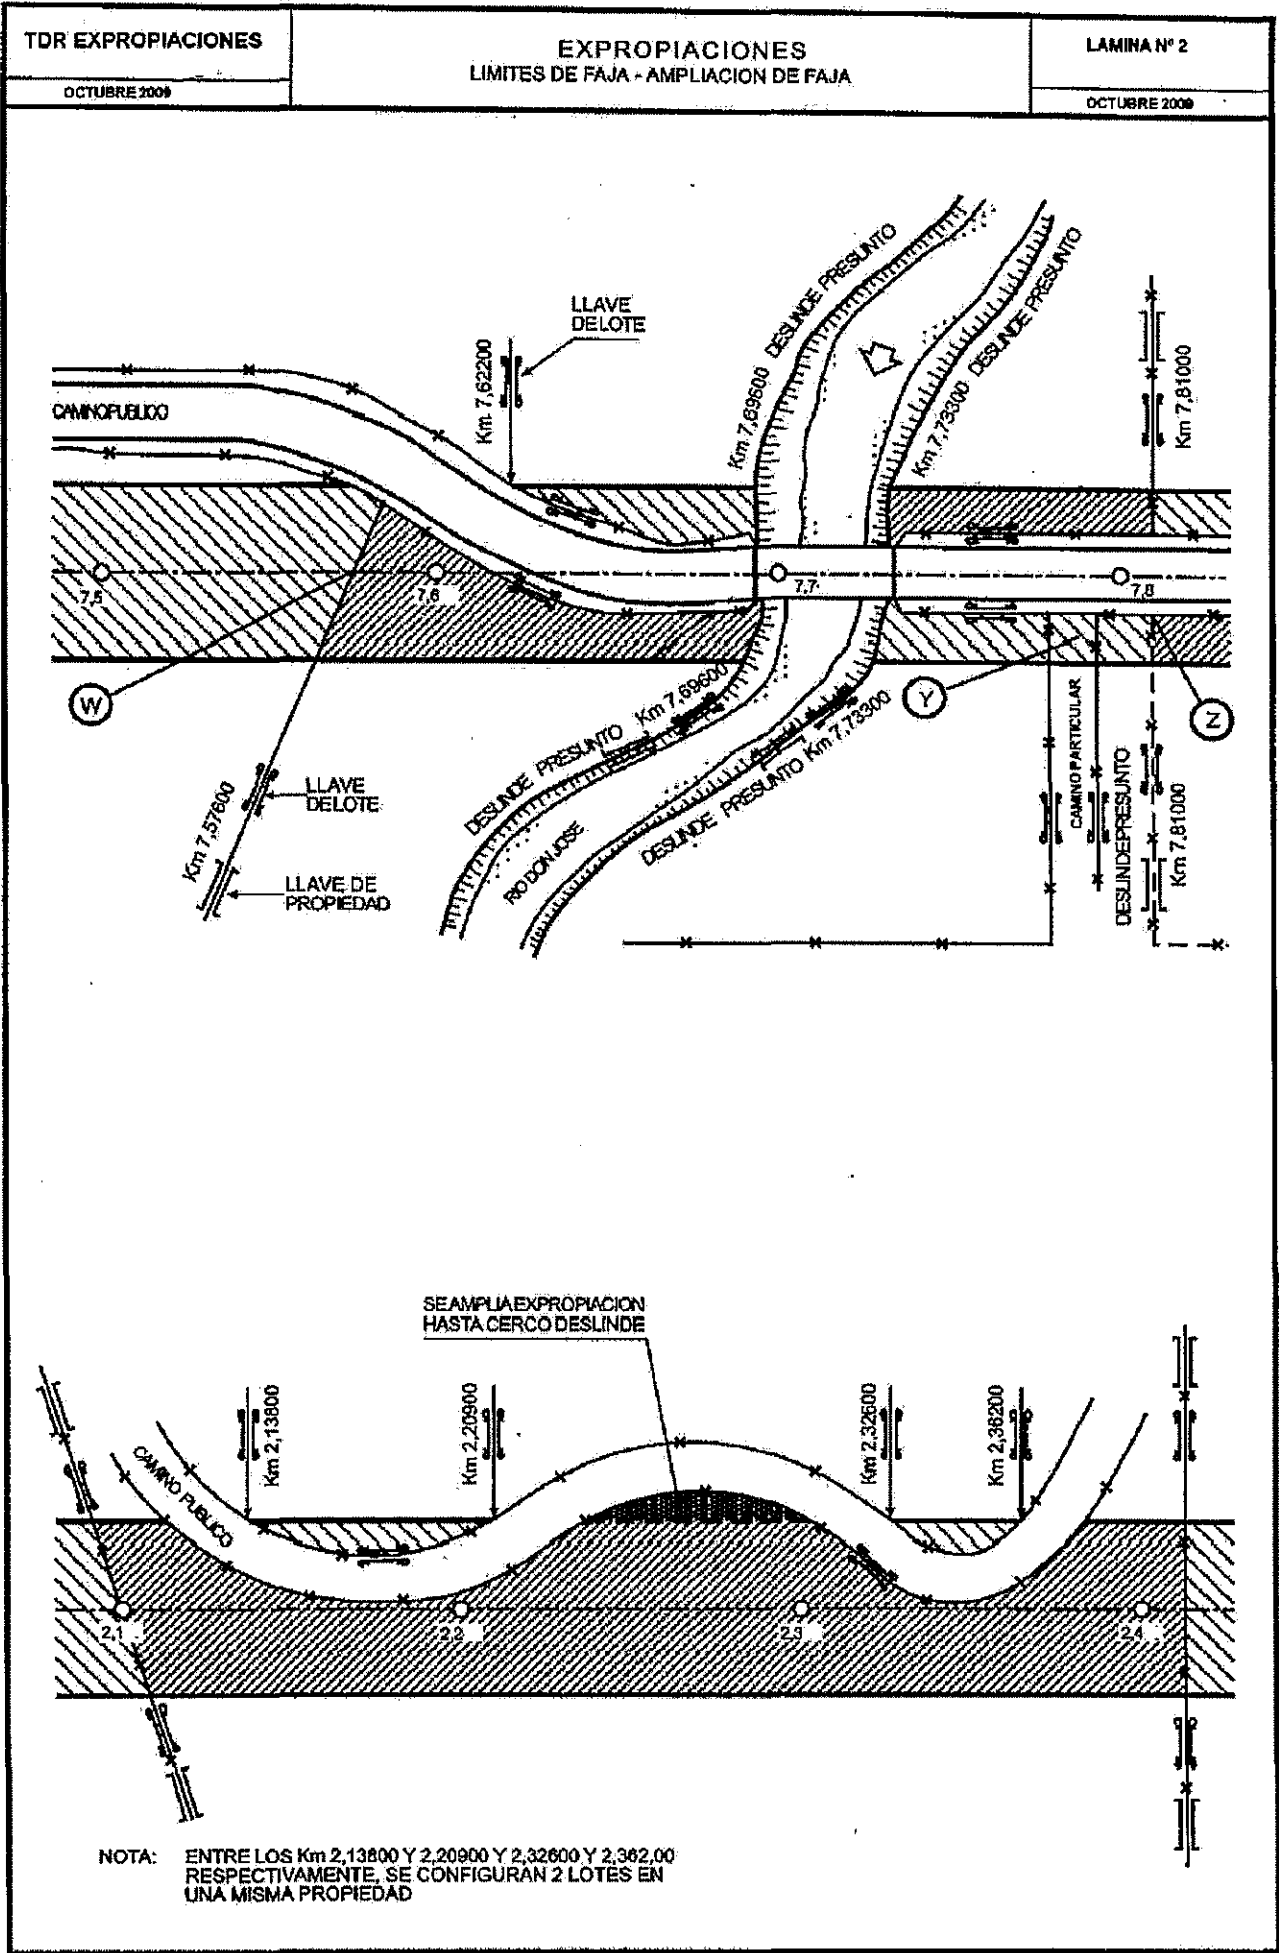 TDR EXPROPIACIONES
OCTUBRE 2009
EXPROPIACIONES
LIMITES DE FAJA - AMPLIACION DE FAJA
LAMINA Nº 2
OCTUBRE 2009
LLAVE
DE LOTE
Km 7,62200
CAMINO PUBLICO
Km 7,69600 DESLINDE PRESUNTO
Km 7,73300 DESLINDE PRESUNTO
Km 7,81000
7,5
7,6
7,7
7,8
W
Y
Z
Km 7,57600
LLAVE
DE LOTE
LLAVE DE
PROPIEDAD
DESLINDE PRESUNTO Km 7,69600
RIO DON JOSE
DESLINDE PRESUNTO Km 7,73300
CAMINO PARTICULAR
DESLINDE PRESUNTO
Km 7,81000
SE AMPLIA EXPROPIACION
HASTA CERCO DESLINDE
Km 2,13800
Km 2,20900
Km 2,32600
Km 2,36200
CAMINO PUBLICO
2,1
2,2
2,3
2,4
NOTA: ENTRE LOS Km 2,13800 Y 2,20900 Y 2,32600 Y 2,362,00
RESPECTIVAMENTE, SE CONFIGURAN 2 LOTES EN
UNA MISMA PROPIEDAD